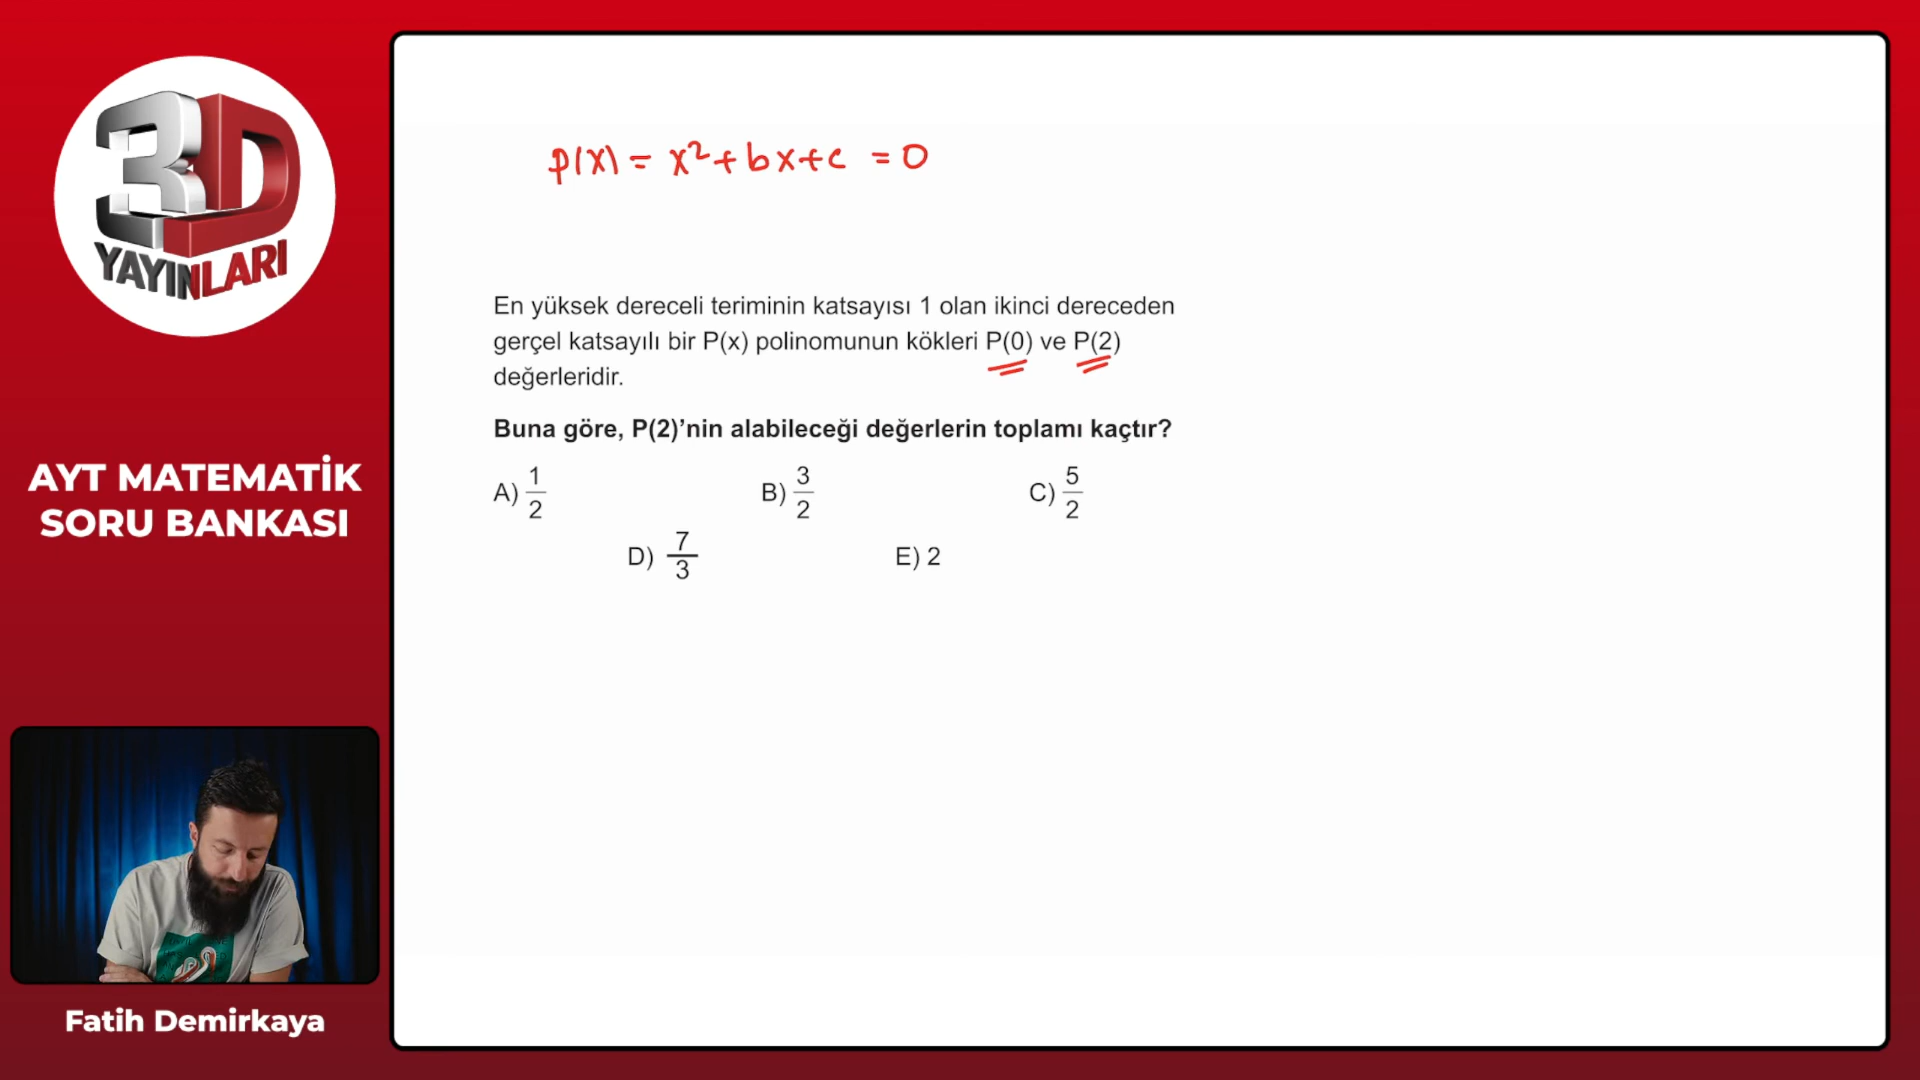 3D
YAYINLARI
AYT MATEMATİK
SORU BANKASI
Fatih Demirkaya
P(x) = x²+bx+c = 0
En yüksek dereceli teriminin katsayısı 1 olan ikinci dereceden
gerçel katsayılı bir P(x) polinomunun kökleri P(0) ve P(2)
değerleridir.
Buna göre, P(2)’nin alabileceği değerlerin toplamı kaçtır?
A) 1/2 B) 3/2 C) 5/2
D) 7/3 E) 2